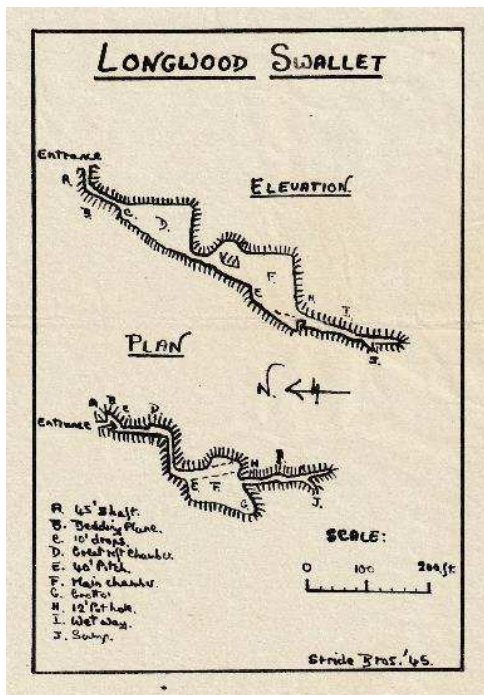 LONGWOOD SWALLET
Entrance
ELEVATION
A
B.
C.
D.
F.
E
H
I.
J.
PLAN
N.
A B C D
Entrance
E F. H
G
J.
A. 45' Shaft.
B. Bedding Plane.
C. 10' drops.
D. Great rift Chamber.
E. 40' Pitch.
F. Main chamber.
G. Grotto.
H. 12' Pot hole.
I. Wet way.
J. Sump.
SCALE:
0 100 200 ft.
Stride Bros. '45.